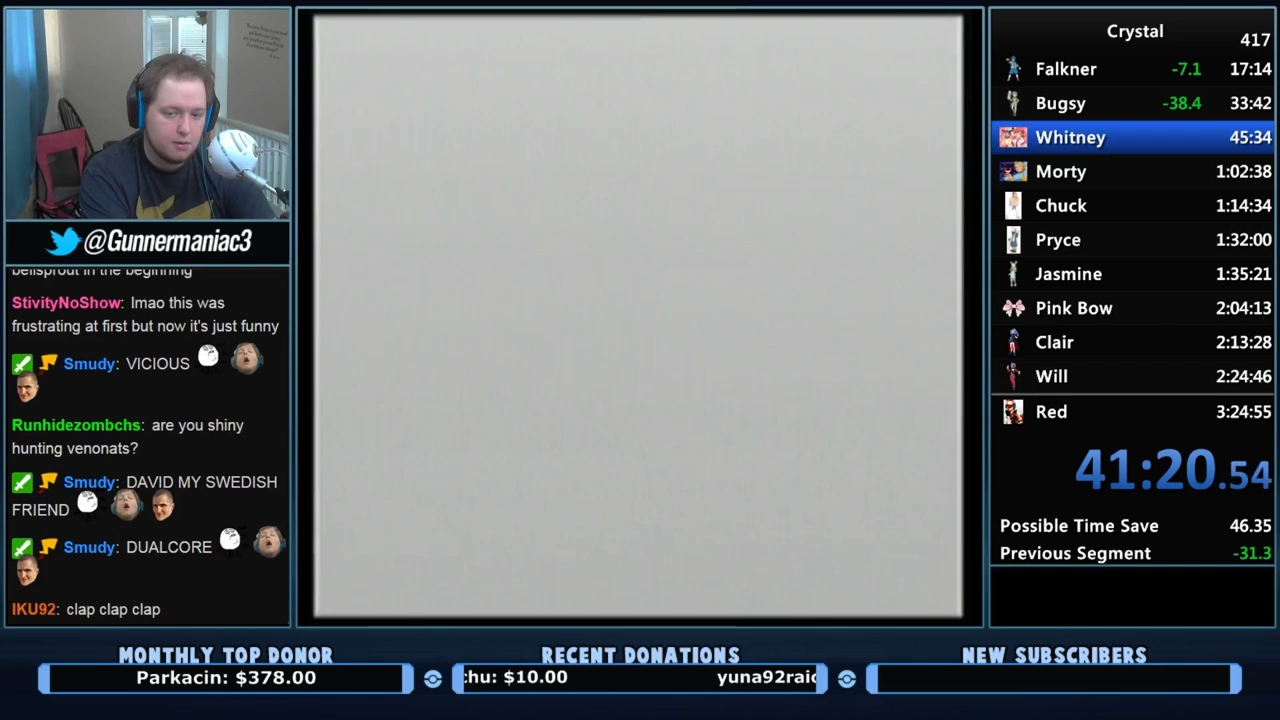 @Gunnermaniac3
bellsprout in the beginning
StivityNoShow: lmao this was
frustrating at first but now it's just funny
Smudy: VICIOUS
Runhidezombchs: are you shiny
hunting venonats?
Smudy: DAVID MY SWEDISH
FRIEND
Smudy: DUALCORE
IKU92: clap clap clap
Crystal
417
Falkner -7.1 17:14
Bugsy -38.4 33:42
Whitney 45:34
Morty 1:02:38
Chuck 1:14:34
Pryce 1:32:00
Jasmine 1:35:21
Pink Bow 2:04:13
Clair 2:13:28
Will 2:24:46
Red 3:24:55
41:20.54
Possible Time Save 46.35
Previous Segment -31.3
MONTHLY TOP DONOR
Parkacin: $378.00
RECENT DONATIONS
chu: $10.00 yuna92raid
NEW SUBSCRIBERS